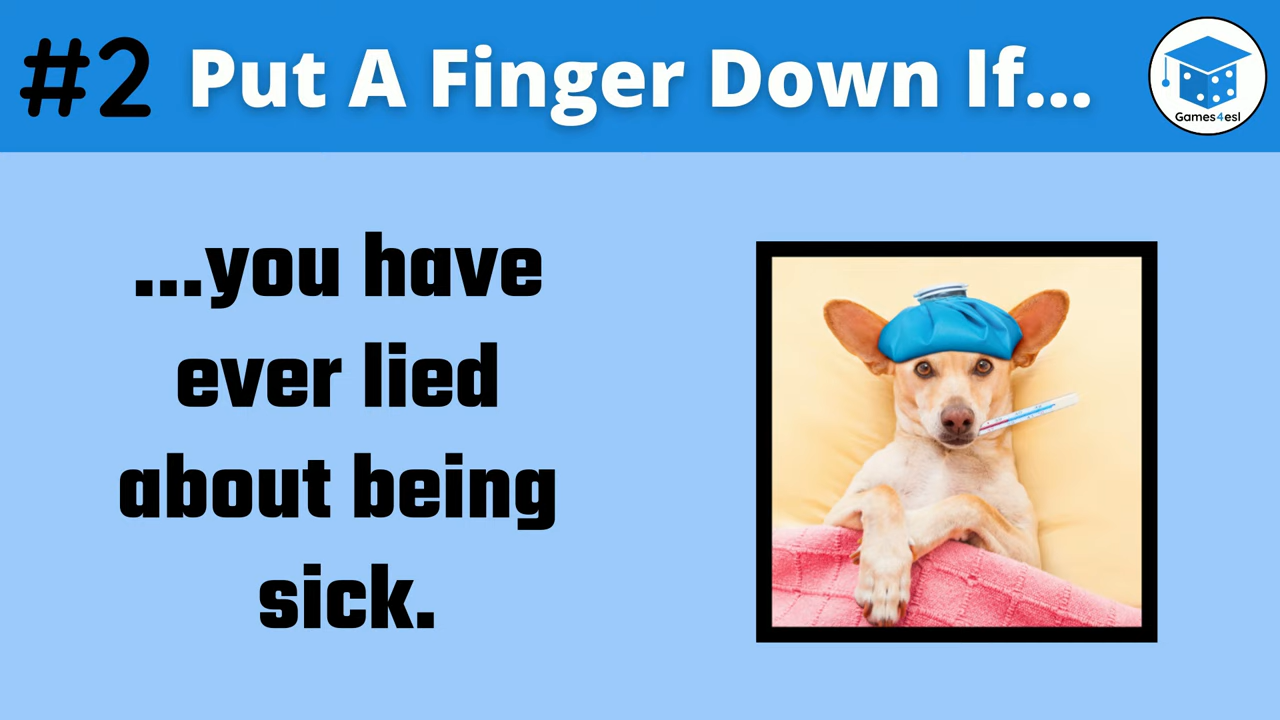 #2 Put A Finger Down If...
Games4esl
...you have
ever lied
about being
sick.